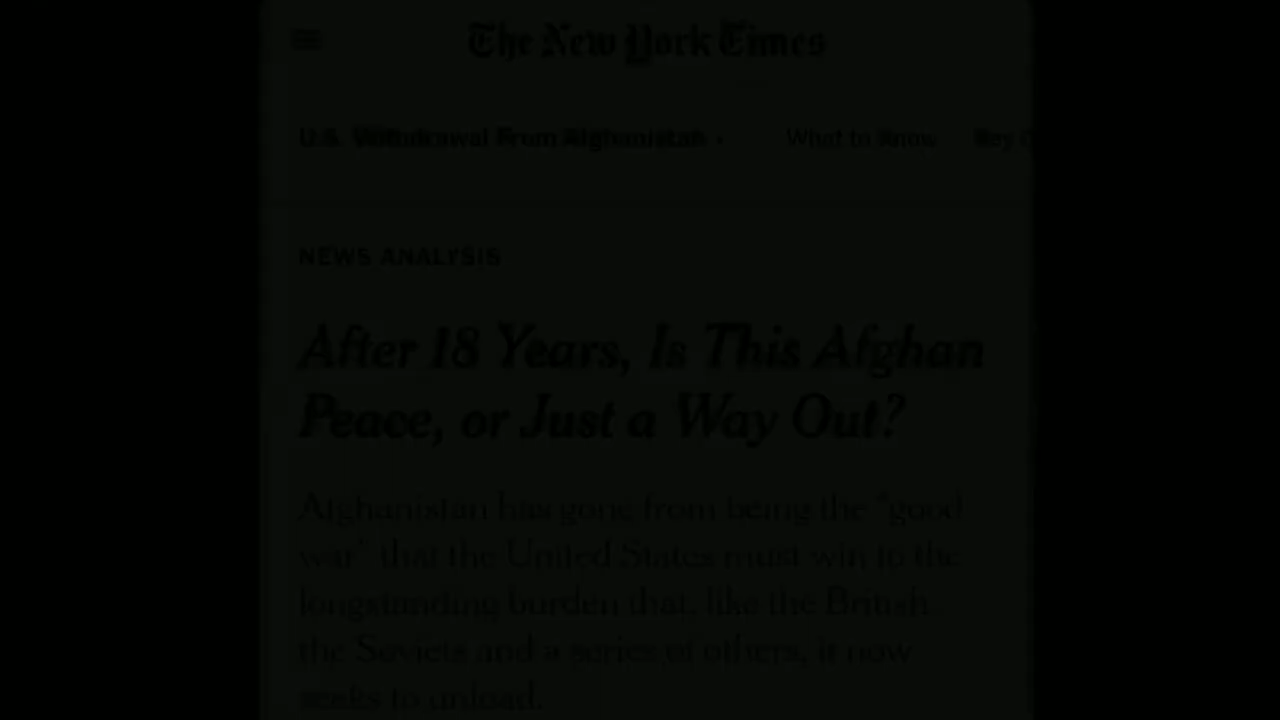 The New York Times
U.S. Withdrawal From Afghanistan
What to Know
Key
NEWS ANALYSIS
After 18 Years, Is This Afghan
Peace, or Just a Way Out?
Afghanistan has gone from being the “good
war” that the United States must win to the
longstanding burden that, like the British,
the Soviets and a series of others, it now
seeks to unload.